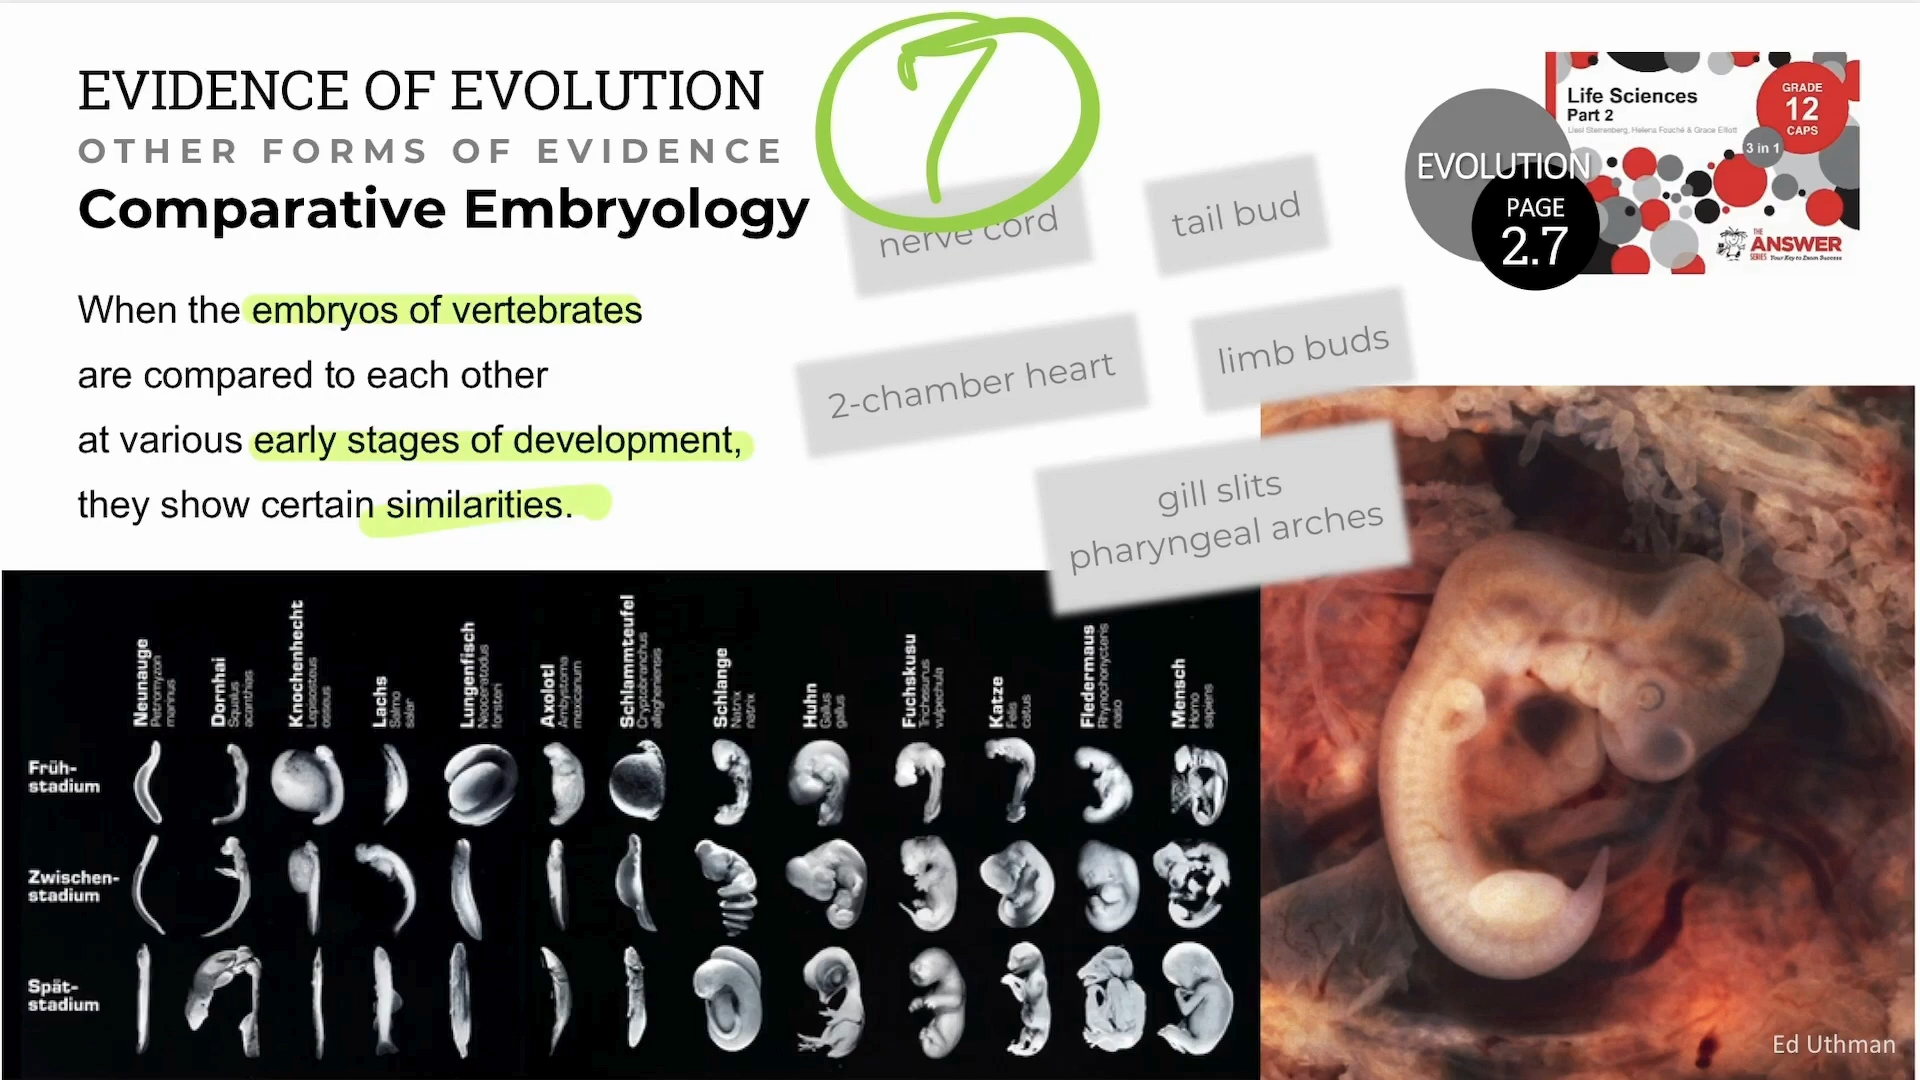 EVIDENCE OF EVOLUTION
OTHER FORMS OF EVIDENCE
Comparative Embryology
7
When the embryos of vertebrates
are compared to each other
at various early stages of development,
they show certain similarities.
nerve cord
tail bud
2-chamber heart
limb buds
gill slits
pharyngeal arches
Life Sciences
Part 2
Liesl Sterrenberg, Helena Fouché & Grace Elliott
GRADE
12
CAPS
3 in 1
EVOLUTION
PAGE
2.7
THE
ANSWER
SERIES Your Key to Exam Success
Neunauge
Petromyzon
marinus
Dornhai
Squalus
acanthias
Knochenhecht
Lepisosteus
osseus
Lachs
Salmo
salar
Lungenfisch
Neoceratodus
forsteri
Axolotl
Ambystoma
mexicanum
Schlammteufel
Cryptobranchus
alleganiensis
Schlange
Natrix
natrix
Huhn
Gallus
gallus
Fuchskusu
Trichosurus
vulpecula
Katze
Felis
catus
Fledermaus
Rhynchonycteris
naso
Mensch
Homo
sapiens
Früh-
stadium
Zwischen-
stadium
Spät-
stadium
Ed Uthman